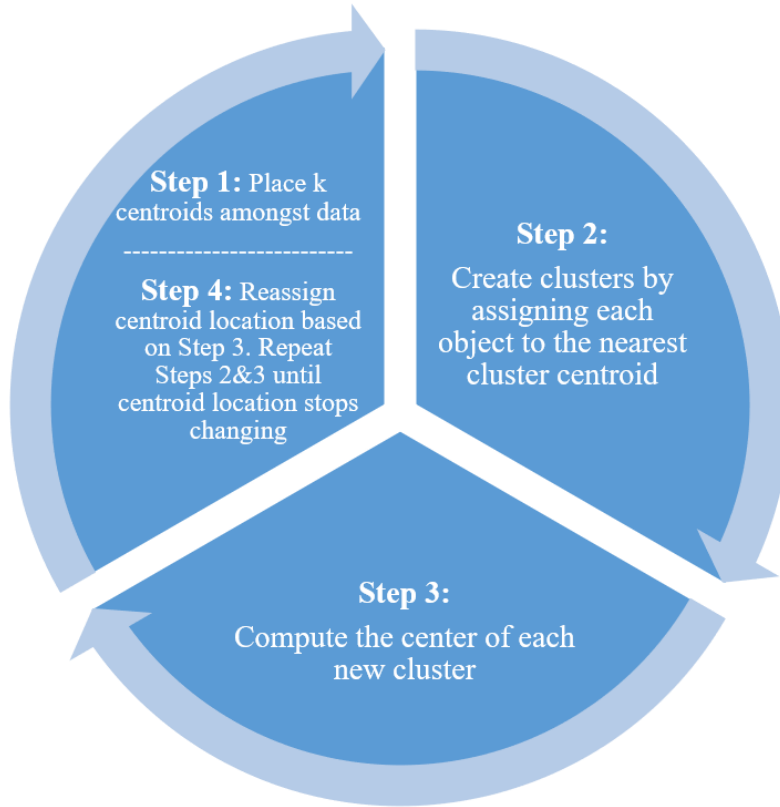 Step 1: Place k
centroids amongst data
--------------------------
Step 4: Reassign
centroid location based
on Step 3. Repeat
Steps 2&3 until
centroid location stops
changing
Step 2:
Create clusters by
assigning each
object to the nearest
cluster centroid
Step 3:
Compute the center of each
new cluster